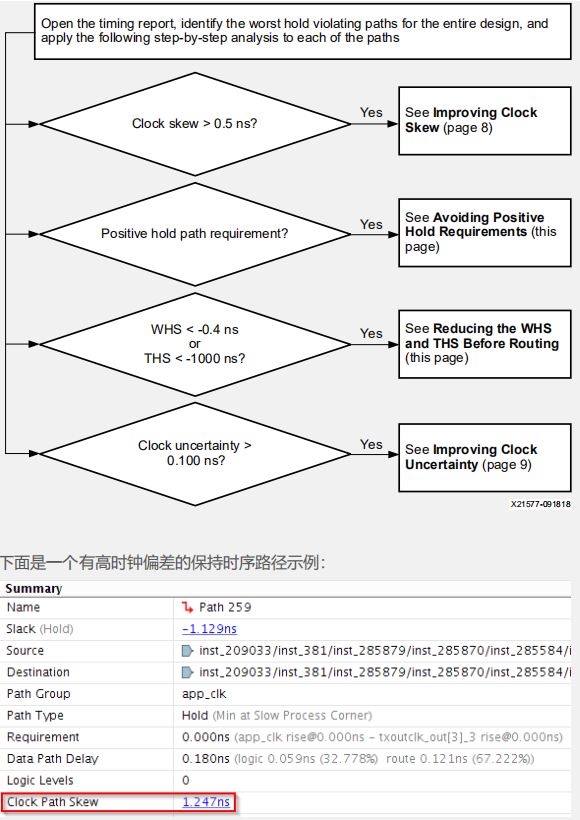 Open the timing report, identify the worst hold violating paths for the entire design, and
apply the following step-by-step analysis to each of the paths
Clock skew > 0.5 ns?
Yes
See Improving Clock
Skew (page 8)
Positive hold path requirement?
Yes
See Avoiding Positive
Hold Requirements (this
page)
WHS < -0.4 ns
or
THS < -1000 ns?
Yes
See Reducing the WHS
and THS Before Routing
(this page)
Clock uncertainty >
0.100 ns?
Yes
See Improving Clock
Uncertainty (page 9)
X21577-091818
下面是一个有高时钟偏差的保持时序路径示例：
Summary
Name Path 259
Slack (Hold) -1.129ns
Source inst_209033/inst_381/inst_285879/inst_285870/inst_285584/i
Destination inst_209033/inst_381/inst_285879/inst_285870/inst_285584/i
Path Group app_clk
Path Type Hold (Min at Slow Process Corner)
Requirement 0.000ns (app_clk rise@0.000ns - txoutclk_out[3]_3 rise@0.000ns)
Data Path Delay 0.180ns (logic 0.059ns (32.778%) route 0.121ns (67.222%))
Logic Levels 0
Clock Path Skew 1.247ns